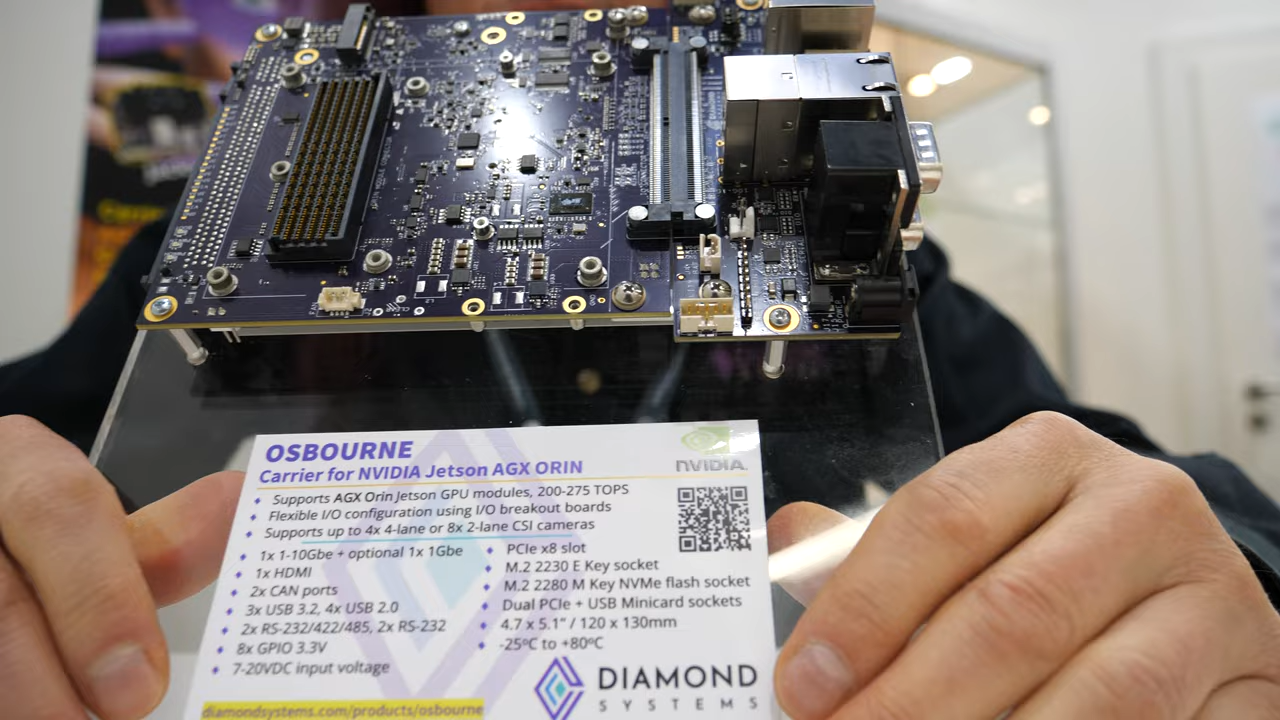 OSBOURNE
Carrier for NVIDIA Jetson AGX ORIN
NVIDIA.
Supports AGX Orin Jetson GPU modules, 200-275 TOPS
Flexible I/O configuration using I/O breakout boards
Supports up to 4x 4-lane or 8x 2-lane CSI cameras
1x 1-10Gbe + optional 1x 1Gbe
1x HDMI
2x CAN ports
3x USB 3.2, 4x USB 2.0
2x RS-232/422/485, 2x RS-232
8x GPIO 3.3V
7-20VDC input voltage
PCIe x8 slot
M.2 2230 E Key socket
M.2 2280 M Key NVMe flash socket
Dual PCIe + USB Minicard sockets
4.7 x 5.1" / 120 x 130mm
-25ºC to +80ºC
diamondsystems.com/products/osbourne
DIAMOND
SYSTEMS